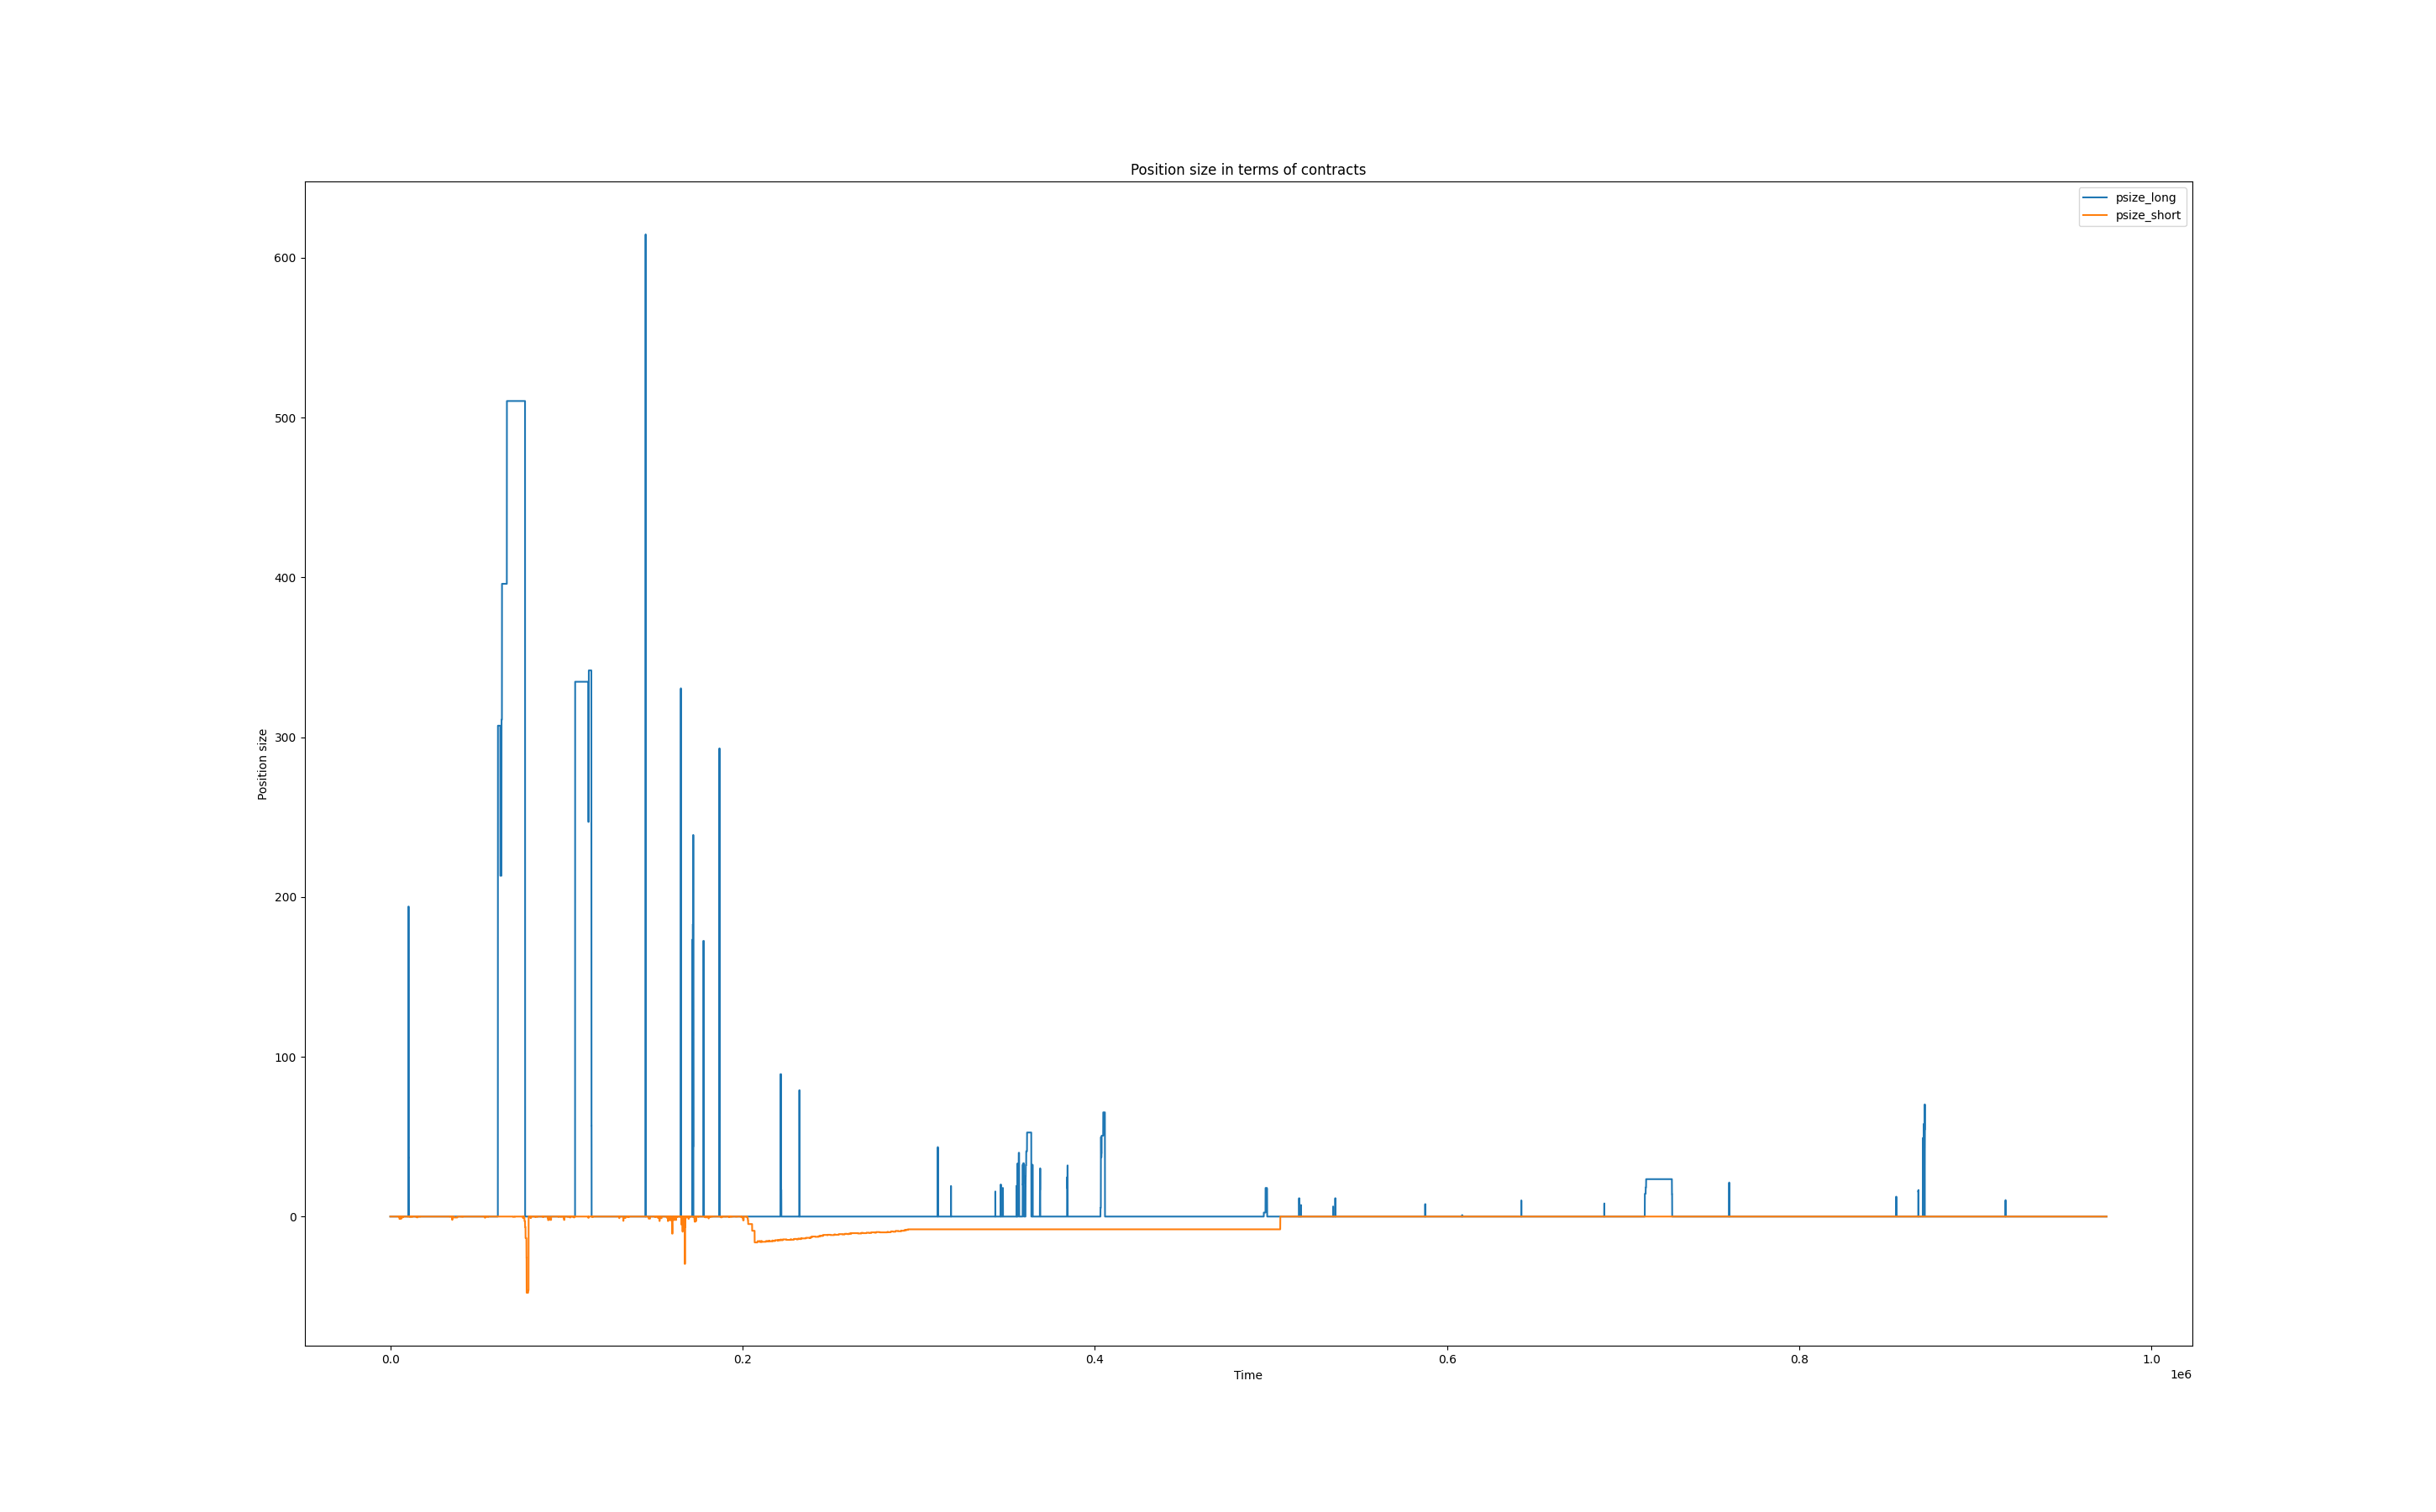 Position size in terms of contracts
psize_long
psize_short
600
500
400
300
200
100
0
Position size
0.0 0.2 0.4 0.6 0.8 1.0
Time
1e6